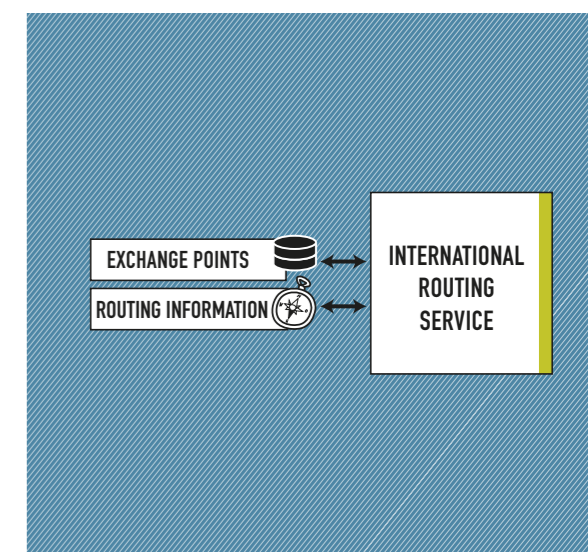 EXCHANGE POINTS
ROUTING INFORMATION
INTERNATIONAL
ROUTING
SERVICE